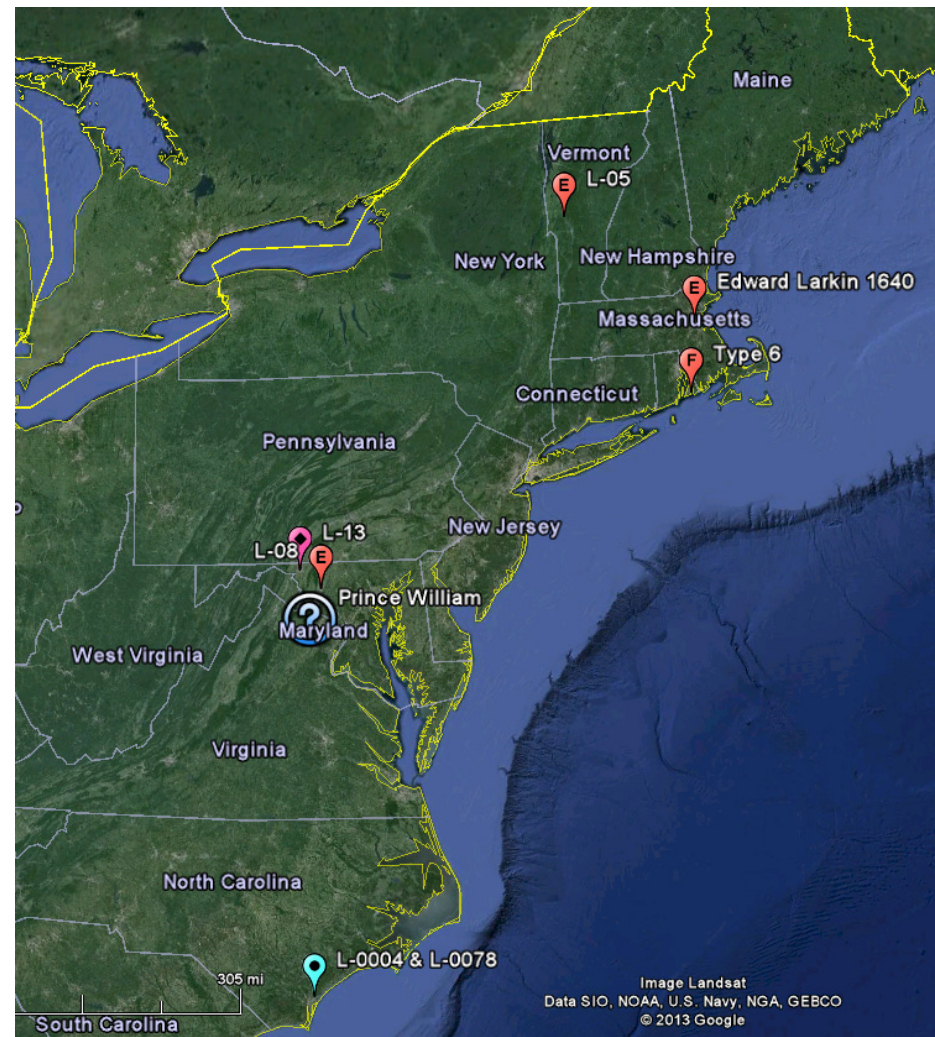 Maine
Vermont
E L-05
New York
New Hampshire
E Edward Larkin 1640
Massachusetts
F Type 6
Connecticut
Pennsylvania
New Jersey
L-13
L-08
E
Prince William
?
Maryland
West Virginia
Virginia
North Carolina
L-0004 & L-0078
305 mi
South Carolina
Image Landsat
Data SIO, NOAA, U.S. Navy, NGA, GEBCO
© 2013 Google